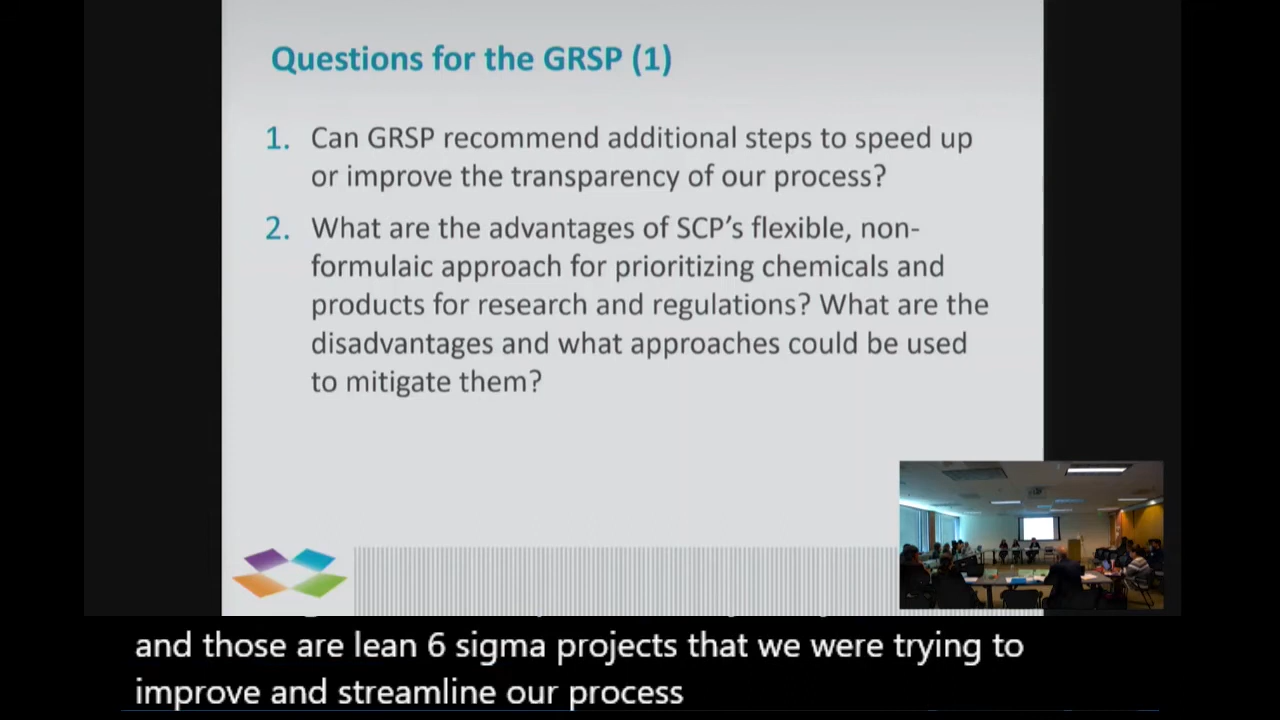 Questions for the GRSP (1)
1. Can GRSP recommend additional steps to speed up
or improve the transparency of our process?
2. What are the advantages of SCP’s flexible, non-
formulaic approach for prioritizing chemicals and
products for research and regulations? What are the
disadvantages and what approaches could be used
to mitigate them?
and those are lean 6 sigma projects that we were trying to
improve and streamline our process